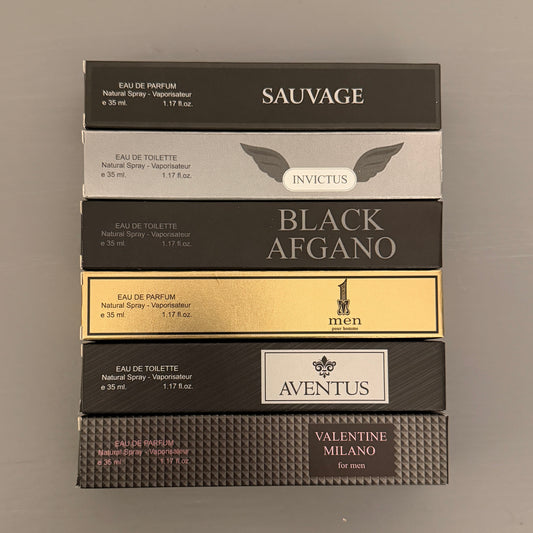 EAU DE PARFUM
Natural Spray - Vaporisateur
e 35 ml. 1.17 fl.oz.
SAUVAGE
EAU DE TOILETTE
Natural Spray - Vaporisateur
e 35 ml. 1.17 fl.oz.
INVICTUS
EAU DE TOILETTE
Natural Spray - Vaporisateur
e 35 ml. 1.17 fl.oz.
BLACK
AFGANO
EAU DE PARFUM
Natural Spray - Vaporisateur
e 35 ml. 1.17 fl.oz.
1
men
pour homme
EAU DE TOILETTE
Natural Spray - Vaporisateur
e 35 ml. 1.17 fl.oz.
AVENTUS
EAU DE PARFUM
Natural Spray - Vaporisateur
e 35 ml. 1.17 fl.oz.
VALENTINE
MILANO
for men